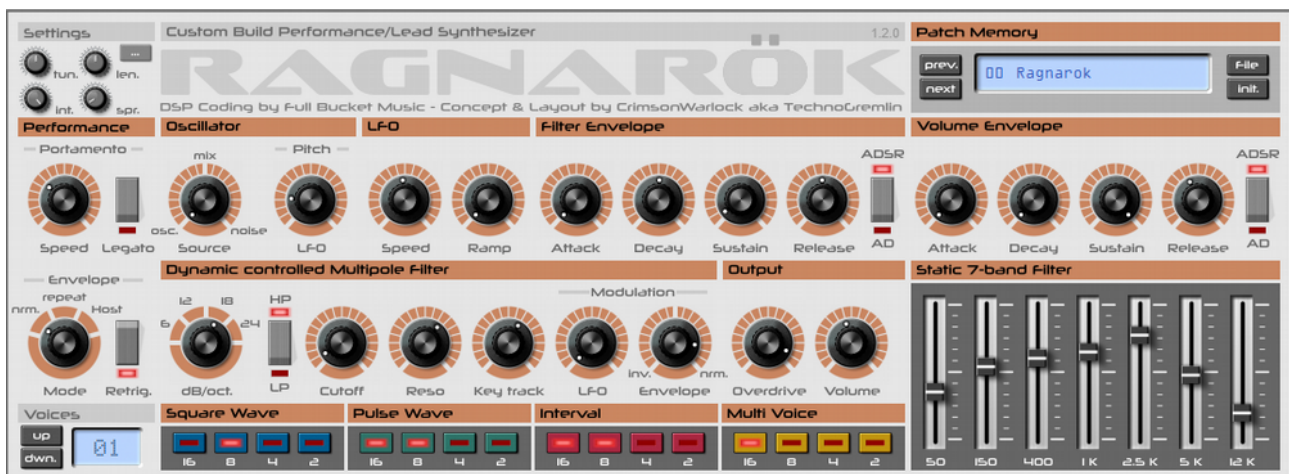 Settings
Custom Build Performance/Lead Synthesizer
1.2.0
Patch Memory
...
tun.
len.
int.
spr.
RAGNARÖK
DSP Coding by Full Bucket Music - Concept & Layout by CrimsonWarlock aka TechnoGremlin
prev.
next
00 Ragnarok
File
init.
Performance
Oscillator
LFO
Filter Envelope
Volume Envelope
Portamento
Speed
Legato
mix
osc.
noise
Source
Pitch
LFO
Speed
Ramp
Attack
Decay
Sustain
Release
ADSR
AD
Attack
Decay
Sustain
Release
ADSR
AD
Envelope
nrm.
repeat
Host
Mode
Retrig.
Dynamic controlled Multipole Filter
Output
Static 7-band Filter
6
12
18
24
dB/oct.
HP
LP
Cutoff
Reso
Key track
Modulation
LFO
inv.
nrm.
Envelope
Overdrive
Volume
50
150
400
1K
2.5 K
5 K
12 K
Voices
up
dwn.
01
Square Wave
16 8 4 2
Pulse Wave
16 8 4 2
Interval
16 8 4 2
Multi Voice
16 8 4 2